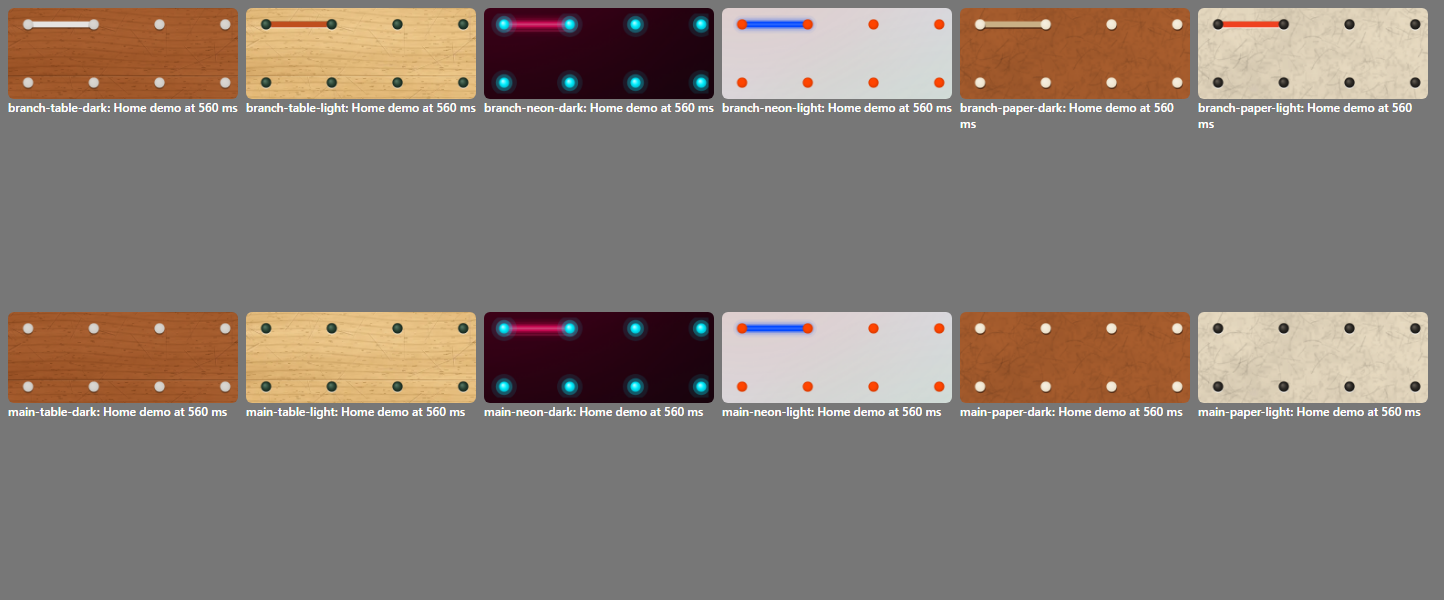 branch-table-dark: Home demo at 560 ms
branch-table-light: Home demo at 560 ms
branch-neon-dark: Home demo at 560 ms
branch-neon-light: Home demo at 560 ms
branch-paper-dark: Home demo at 560
ms
branch-paper-light: Home demo at 560
ms
main-table-dark: Home demo at 560 ms
main-table-light: Home demo at 560 ms
main-neon-dark: Home demo at 560 ms
main-neon-light: Home demo at 560 ms
main-paper-dark: Home demo at 560 ms
main-paper-light: Home demo at 560 ms